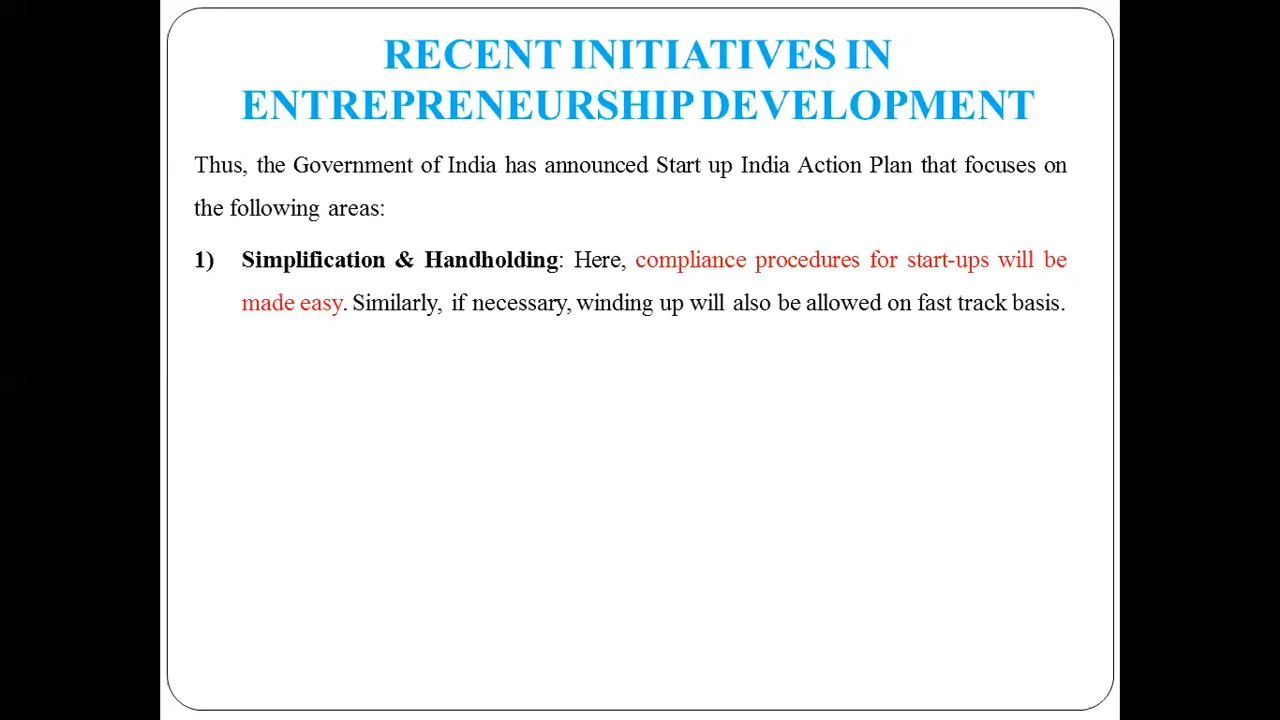 RECENT INITIATIVES IN
ENTREPRENEURSHIP DEVELOPMENT
Thus, the Government of India has announced Start up India Action Plan that focuses on
the following areas:
1) Simplification & Handholding: Here, compliance procedures for start-ups will be
made easy. Similarly, if necessary, winding up will also be allowed on fast track basis.